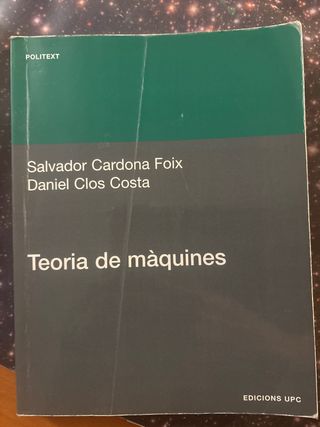 POLITEXT
Salvador Cardona Foix
Daniel Clos Costa
Teoria de màquines
EDICIONS UPC